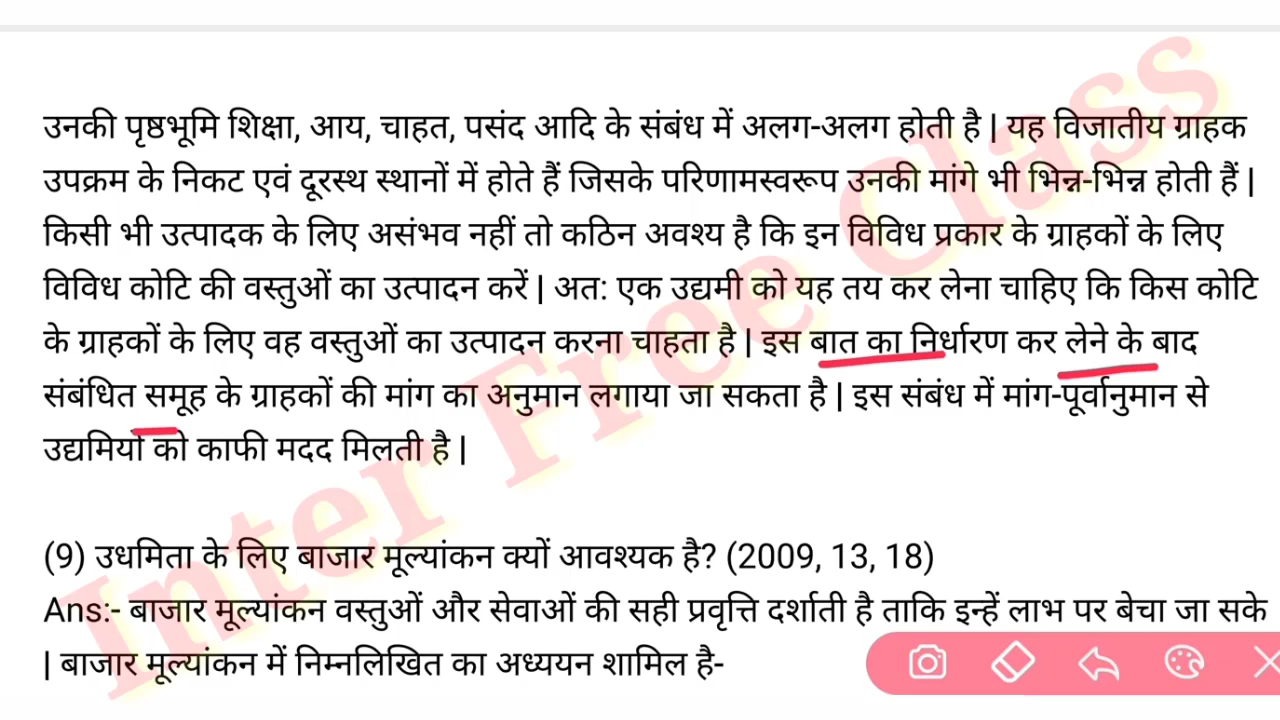 उनकी पृष्ठभूमि शिक्षा, आय, चाहत, पसंद आदि के संबंध में अलग-अलग होती है | यह विजातीय ग्राहक
उपक्रम के निकट एवं दूरस्थ स्थानों में होते हैं जिसके परिणामस्वरूप उनकी मांगे भी भिन्न-भिन्न होती हैं |
किसी भी उत्पादक के लिए असंभव नहीं तो कठिन अवश्य है कि इन विविध प्रकार के ग्राहकों के लिए
विविध कोटि की वस्तुओं का उत्पादन करें | अत: एक उद्यमी को यह तय कर लेना चाहिए कि किस कोटि
के ग्राहकों के लिए वह वस्तुओं का उत्पादन करना चाहता है | इस बात का निर्धारण कर लेने के बाद
संबंधित समूह के ग्राहकों की मांग का अनुमान लगाया जा सकता है | इस संबंध में मांग-पूर्वानुमान से
उद्यमियों को काफी मदद मिलती है |
(9) उधमिता के लिए बाजार मूल्यांकन क्यों आवश्यक है? (2009, 13, 18)
Ans:- बाजार मूल्यांकन वस्तुओं और सेवाओं की सही प्रवृत्ति दर्शाती है ताकि इन्हें लाभ पर बेचा जा सके
| बाजार मूल्यांकन में निम्नलिखित का अध्ययन शामिल है-
Inter Free Class